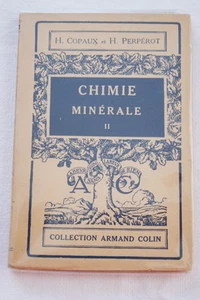 H. COPAUX ET H. PERPÉROT
CHIMIE
MINÉRALE
II
A C
COLLECTION ARMAND COLIN